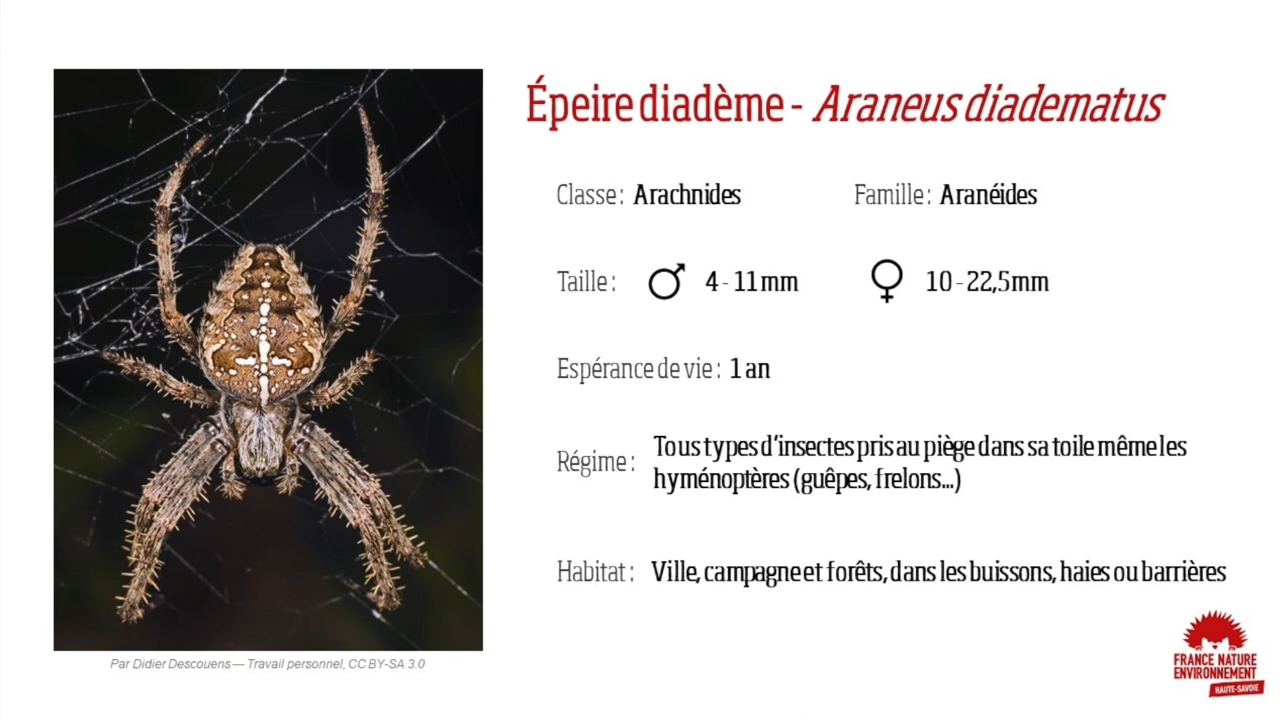 Épeire diadème - Araneus diadematus
Classe : Arachnides
Famille : Aranéides
Taille : ♂ 4 - 11 mm ♀ 10 - 22,5mm
Espérance de vie : 1 an
Régime : Tous types d'insectes pris au piège dans sa toile même les
hyménoptères (guêpes, frelons...)
Habitat : Ville, campagne et forêts, dans les buissons, haies ou barrières
Par Didier Descouens — Travail personnel, CC BY-SA 3.0
FRANCE NATURE
ENVIRONNEMENT
HAUTE-SAVOIE